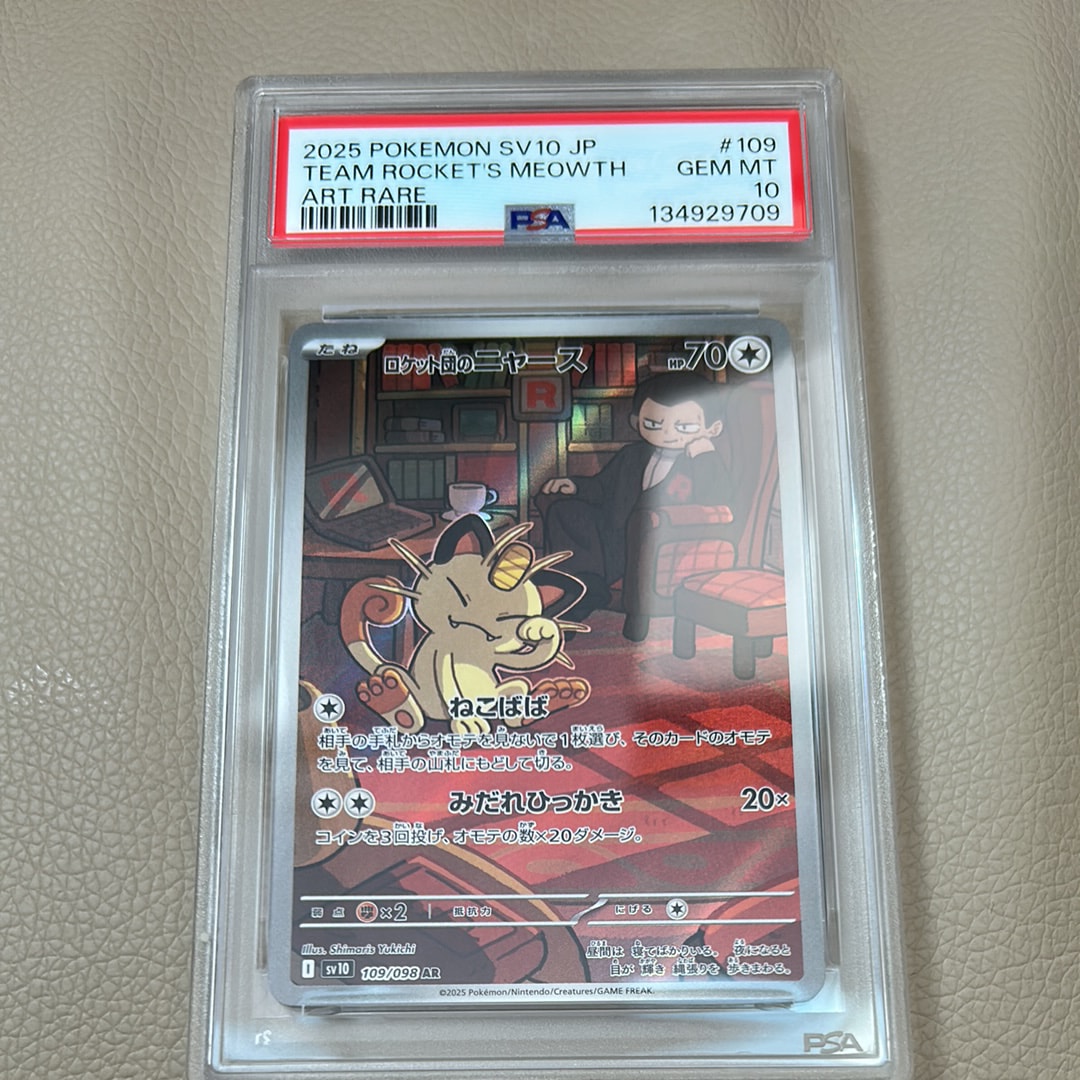 2025 POKEMON SV10 JP #109
TEAM ROCKET'S MEOWTH GEM MT
ART RARE 10
PSA 134929709
たね ロケット団のニャース HP70
R
ねこばば
相手の手札からオモテを見ないで1枚選び、そのカードのオモテ
を見て、相手の山札にもどして切る。
みだれひっかき 20×
コインを3回投げ、オモテの数×20ダメージ。
弱点 ×2 抵抗力 にげる
Illus. Shimaris Yukichi
昼間は 寝てばかりいる。 夜になると
目が 輝き 縄張りを 歩きまわる。
I sv10 109/098 AR
©2025 Pokémon/Nintendo/Creatures/GAME FREAK.
PSA